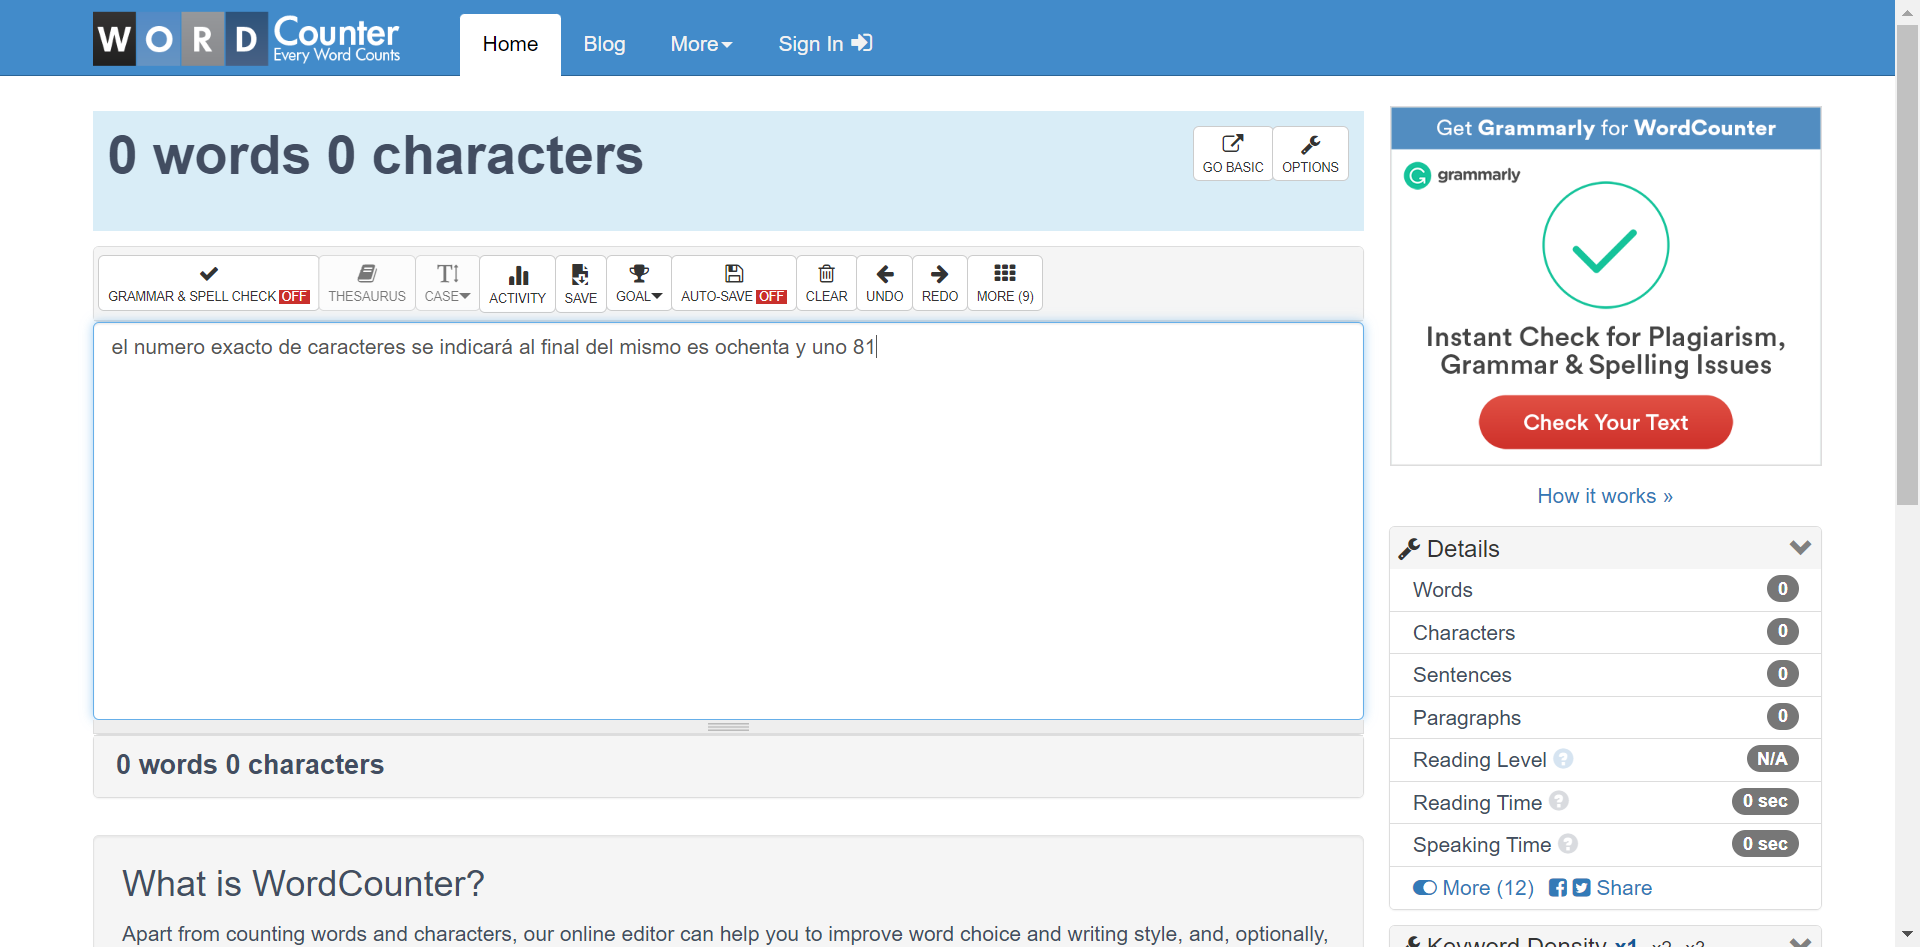 WORD Counter
Every Word Counts
Home Blog More Sign In
0 words 0 characters
GO BASIC OPTIONS
GRAMMAR & SPELL CHECK OFF THESAURUS CASE ACTIVITY SAVE GOAL AUTO-SAVE OFF CLEAR UNDO REDO MORE (9)
el numero exacto de caracteres se indicará al final del mismo es ochenta y uno 81
0 words 0 characters
What is WordCounter?
Apart from counting words and characters, our online editor can help you to improve word choice and writing style, and, optionally,
Get Grammarly for WordCounter
grammarly
Instant Check for Plagiarism,
Grammar & Spelling Issues
Check Your Text
How it works »
Details
Words 0
Characters 0
Sentences 0
Paragraphs 0
Reading Level ? N/A
Reading Time ? 0 sec
Speaking Time ? 0 sec
More (12) Share
Keyword Density x1 x2 x3